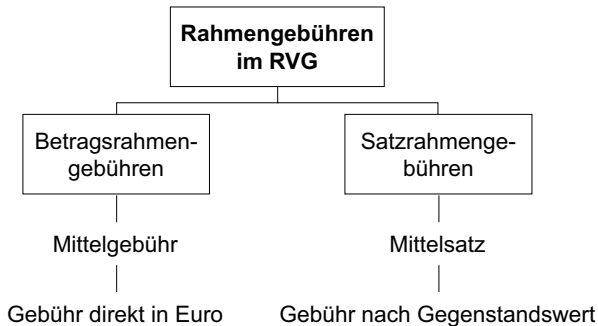 Rahmengebühren
im RVG
Betragsrahmen-
gebühren
Satzrahmenge-
bühren
Mittelgebühr
Mittelsatz
Gebühr direkt in Euro
Gebühr nach Gegenstandswert